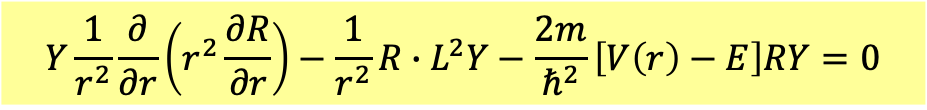 Y 1/r² ∂/∂r (r² ∂R/∂r) − 1/r² R · L²Y − 2m/ħ² [V(r) − E]RY = 0